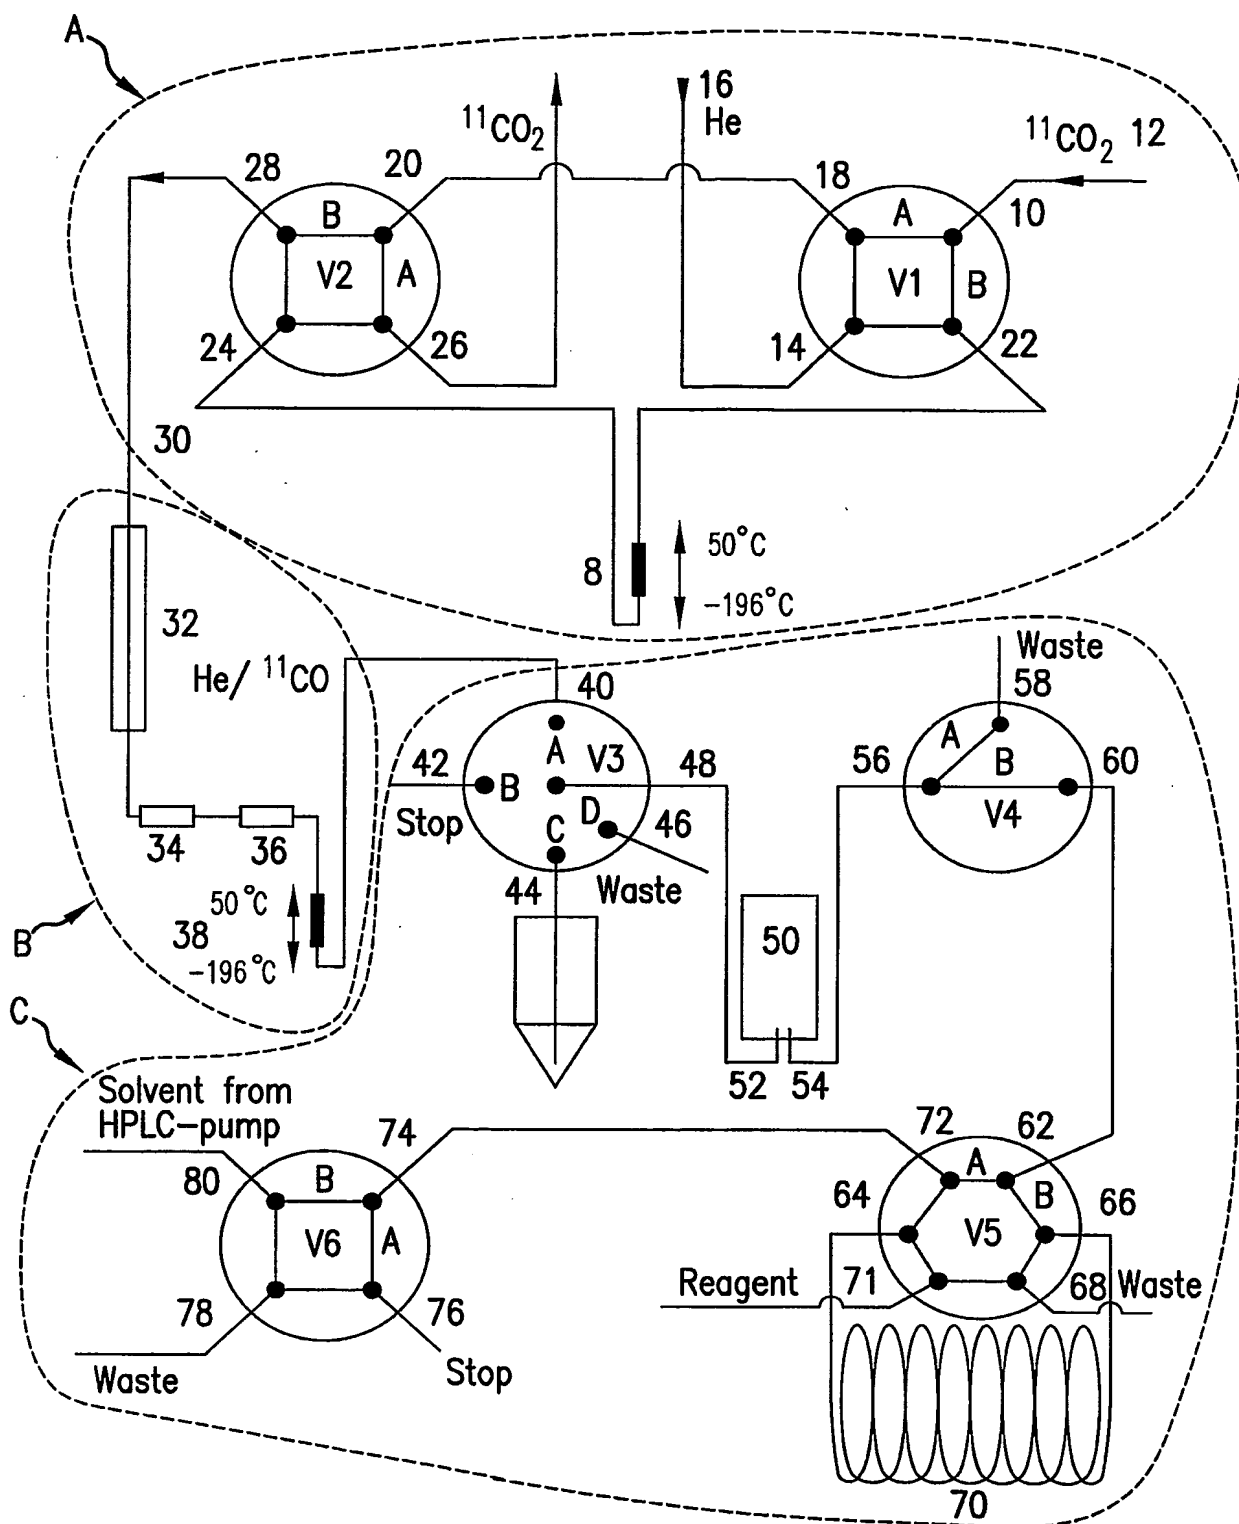 A
16
He
¹¹CO₂
¹¹CO₂ 12
28
20
18
10
B
A
V2
A
B
V1
24
26
14
22
30
8
50°C
-196°C
32
He/ ¹¹CO
40
Waste
58
42
A
V3
48
56
A
B
60
B
Stop
D
46
V4
C
34
36
44
Waste
50°C
38
-196°C
B
50
C
52
54
Solvent from
HPLC-pump
74
72
62
80
B
A
B
64
66
V6
A
V5
Reagent
71
68
Waste
78
76
Waste
Stop
70